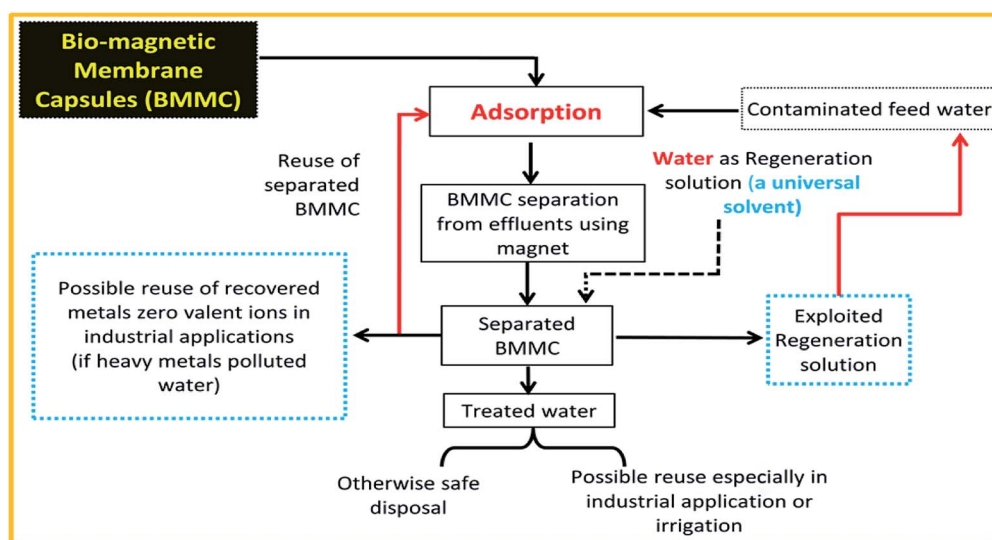 Bio-magnetic
Membrane
Capsules (BMMC)
Adsorption
Contaminated feed water
Reuse of
separated
BMMC
Water as Regeneration
solution (a universal
solvent)
BMMC separation
from effluents using
magnet
Possible reuse of recovered
metals zero valent ions in
industrial applications
(if heavy metals polluted
water)
Separated
BMMC
Exploited
Regeneration
solution
Treated water
Otherwise safe
disposal
Possible reuse especially in
industrial application or
irrigation